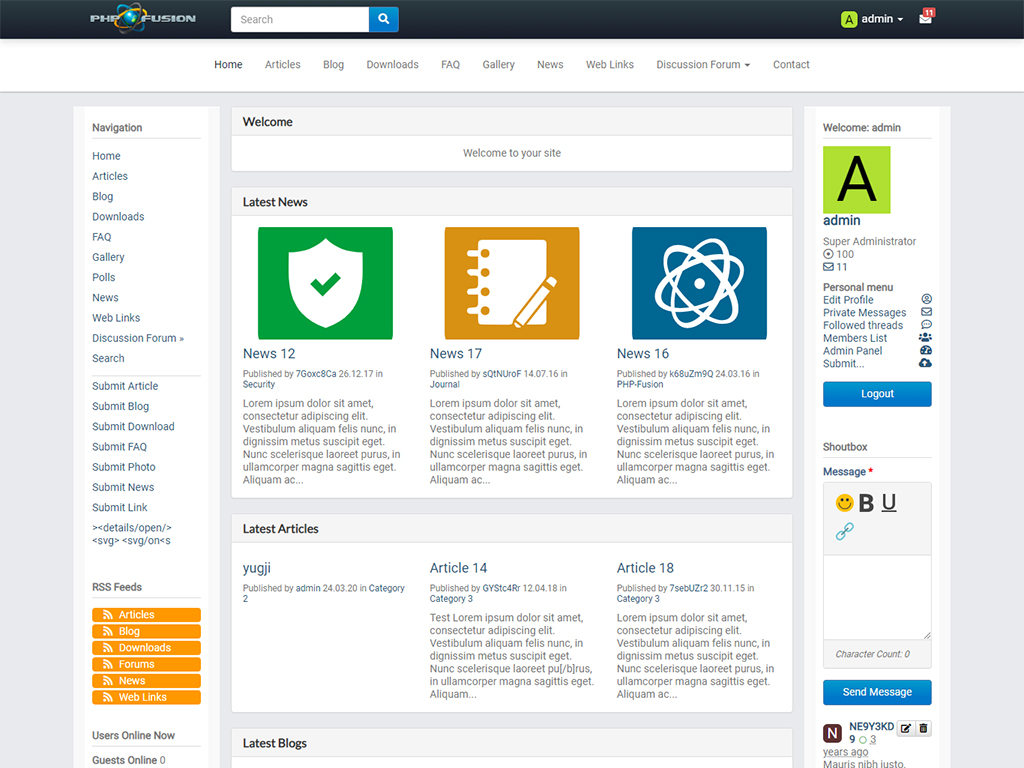 PHP FUSION
Search
A admin
11
Home Articles Blog Downloads FAQ Gallery News Web Links Discussion Forum Contact
Navigation
Home
Articles
Blog
Downloads
FAQ
Gallery
Polls
News
Web Links
Discussion Forum »
Search
Submit Article
Submit Blog
Submit Download
Submit FAQ
Submit Photo
Submit News
Submit Link
><details/open/>
<svg> <svg/on<s
RSS Feeds
Articles
Blog
Downloads
Forums
News
Web Links
Users Online Now
Guests Online 0
Welcome
Welcome to your site
Latest News
News 12
Published by 7Goxc8Ca 26.12.17 in
Security
Lorem ipsum dolor sit amet,
consectetur adipiscing elit.
Vestibulum aliquam felis nunc, in
dignissim metus suscipit eget.
Nunc scelerisque laoreet purus, in
ullamcorper magna sagittis eget.
Aliquam ac...
News 17
Published by sQtNUroF 14.07.16 in
Journal
Lorem ipsum dolor sit amet,
consectetur adipiscing elit.
Vestibulum aliquam felis nunc, in
dignissim metus suscipit eget.
Nunc scelerisque laoreet purus, in
ullamcorper magna sagittis eget.
Aliquam ac...
News 16
Published by k68uZm9Q 24.03.16 in
PHP-Fusion
Lorem ipsum dolor sit amet,
consectetur adipiscing elit.
Vestibulum aliquam felis nunc, in
dignissim metus suscipit eget.
Nunc scelerisque laoreet purus, in
ullamcorper magna sagittis eget.
Aliquam ac...
Latest Articles
yugji
Published by admin 24.03.20 in Category
2
Article 14
Published by GYStc4Rr 12.04.18 in
Category 3
Test Lorem ipsum dolor sit amet,
consectetur adipiscing elit.
Vestibulum aliquam felis nunc, in
dignissim metus suscipit eget.
Nunc scelerisque laoreet pu[/b]rus,
in ullamcorper magna sagittis eget.
Aliquam...
Article 18
Published by 7sebUZr2 30.11.15 in
Category 3
Lorem ipsum dolor sit amet,
consectetur adipiscing elit.
Vestibulum aliquam felis nunc, in
dignissim metus suscipit eget.
Nunc scelerisque laoreet purus, in
ullamcorper magna sagittis eget.
Aliquam ac...
Latest Blogs
Welcome: admin
A
admin
Super Administrator
100
11
Personal menu
Edit Profile
Private Messages
Followed threads
Members List
Admin Panel
Submit...
Logout
Shoutbox
Message *
B U
Character Count: 0
Send Message
N NE9Y3KD
9 3
years ago
Mauris nibh justo,